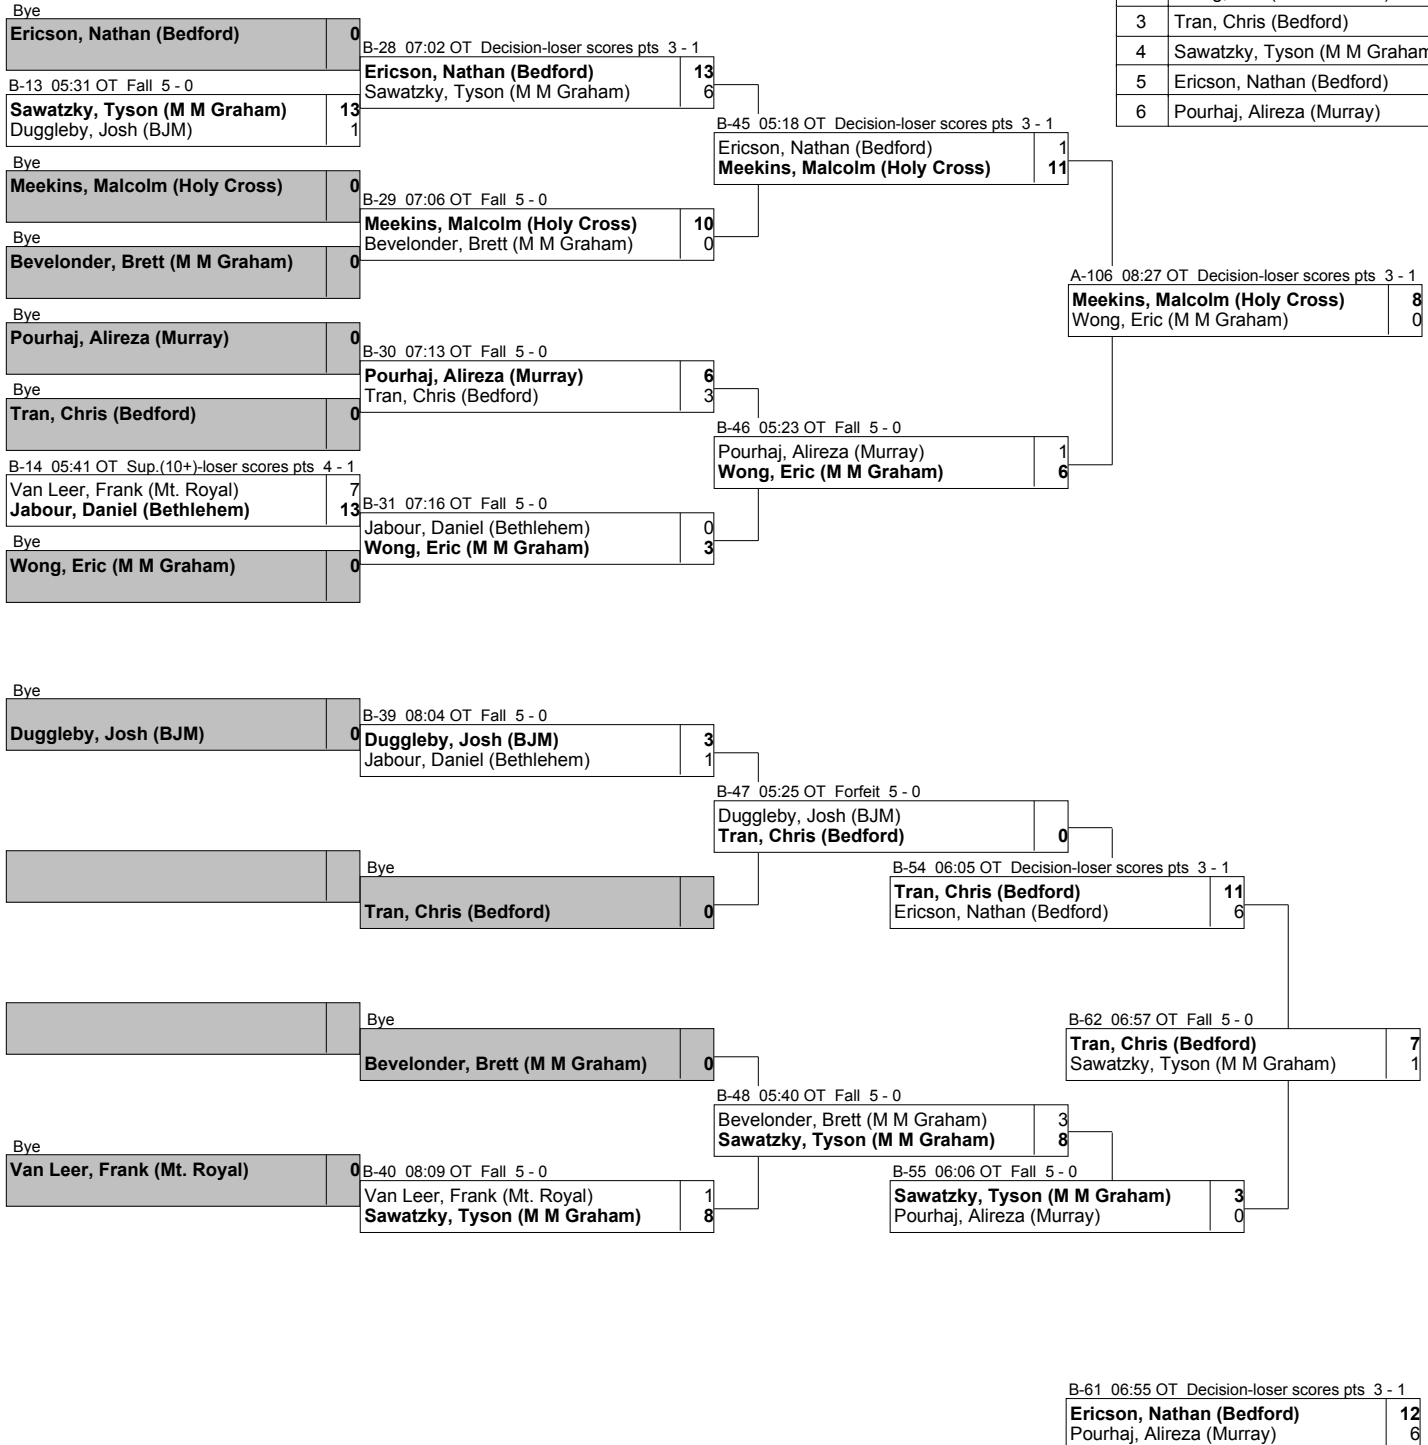 Bye
Ericson, Nathan (Bedford) 0
B-13 05:31 OT Fall 5 - 0
Sawatzky, Tyson (M M Graham) 13
Duggleby, Josh (BJM) 1
Bye
Meekins, Malcolm (Holy Cross) 0
Bye
Bevelonder, Brett (M M Graham) 0
Bye
Pourhaj, Alireza (Murray) 0
Bye
Tran, Chris (Bedford) 0
B-14 05:41 OT Sup.(10+)-loser scores pts 4 - 1
Van Leer, Frank (Mt. Royal) 7
Jabour, Daniel (Bethlehem) 13
Bye
Wong, Eric (M M Graham) 0
B-28 07:02 OT Decision-loser scores pts 3 - 1
Ericson, Nathan (Bedford) 13
Sawatzky, Tyson (M M Graham) 6
B-29 07:06 OT Fall 5 - 0
Meekins, Malcolm (Holy Cross) 10
Bevelonder, Brett (M M Graham) 0
B-30 07:13 OT Fall 5 - 0
Pourhaj, Alireza (Murray) 6
Tran, Chris (Bedford) 3
B-31 07:16 OT Fall 5 - 0
Jabour, Daniel (Bethlehem) 0
Wong, Eric (M M Graham) 3
B-45 05:18 OT Decision-loser scores pts 3 - 1
Ericson, Nathan (Bedford) 1
Meekins, Malcolm (Holy Cross) 11
B-46 05:23 OT Fall 5 - 0
Pourhaj, Alireza (Murray) 1
Wong, Eric (M M Graham) 6
3 Tran, Chris (Bedford)
4 Sawatzky, Tyson (M M Graham
5 Ericson, Nathan (Bedford)
6 Pourhaj, Alireza (Murray)
A-106 08:27 OT Decision-loser scores pts 3 - 1
Meekins, Malcolm (Holy Cross) 8
Wong, Eric (M M Graham) 0
Bye
Duggleby, Josh (BJM) 0
Bye
Van Leer, Frank (Mt. Royal) 0
B-39 08:04 OT Fall 5 - 0
Duggleby, Josh (BJM) 3
Jabour, Daniel (Bethlehem) 1
Bye
Tran, Chris (Bedford) 0
Bye
Bevelonder, Brett (M M Graham) 0
B-40 08:09 OT Fall 5 - 0
Van Leer, Frank (Mt. Royal) 1
Sawatzky, Tyson (M M Graham) 8
B-47 05:25 OT Forfeit 5 - 0
Duggleby, Josh (BJM)
Tran, Chris (Bedford) 0
B-48 05:40 OT Fall 5 - 0
Bevelonder, Brett (M M Graham) 3
Sawatzky, Tyson (M M Graham) 8
B-54 06:05 OT Decision-loser scores pts 3 - 1
Tran, Chris (Bedford) 11
Ericson, Nathan (Bedford) 6
B-55 06:06 OT Fall 5 - 0
Sawatzky, Tyson (M M Graham) 3
Pourhaj, Alireza (Murray) 0
B-62 06:57 OT Fall 5 - 0
Tran, Chris (Bedford) 7
Sawatzky, Tyson (M M Graham) 1
B-61 06:55 OT Decision-loser scores pts 3 - 1
Ericson, Nathan (Bedford) 12
Pourhaj, Alireza (Murray) 6